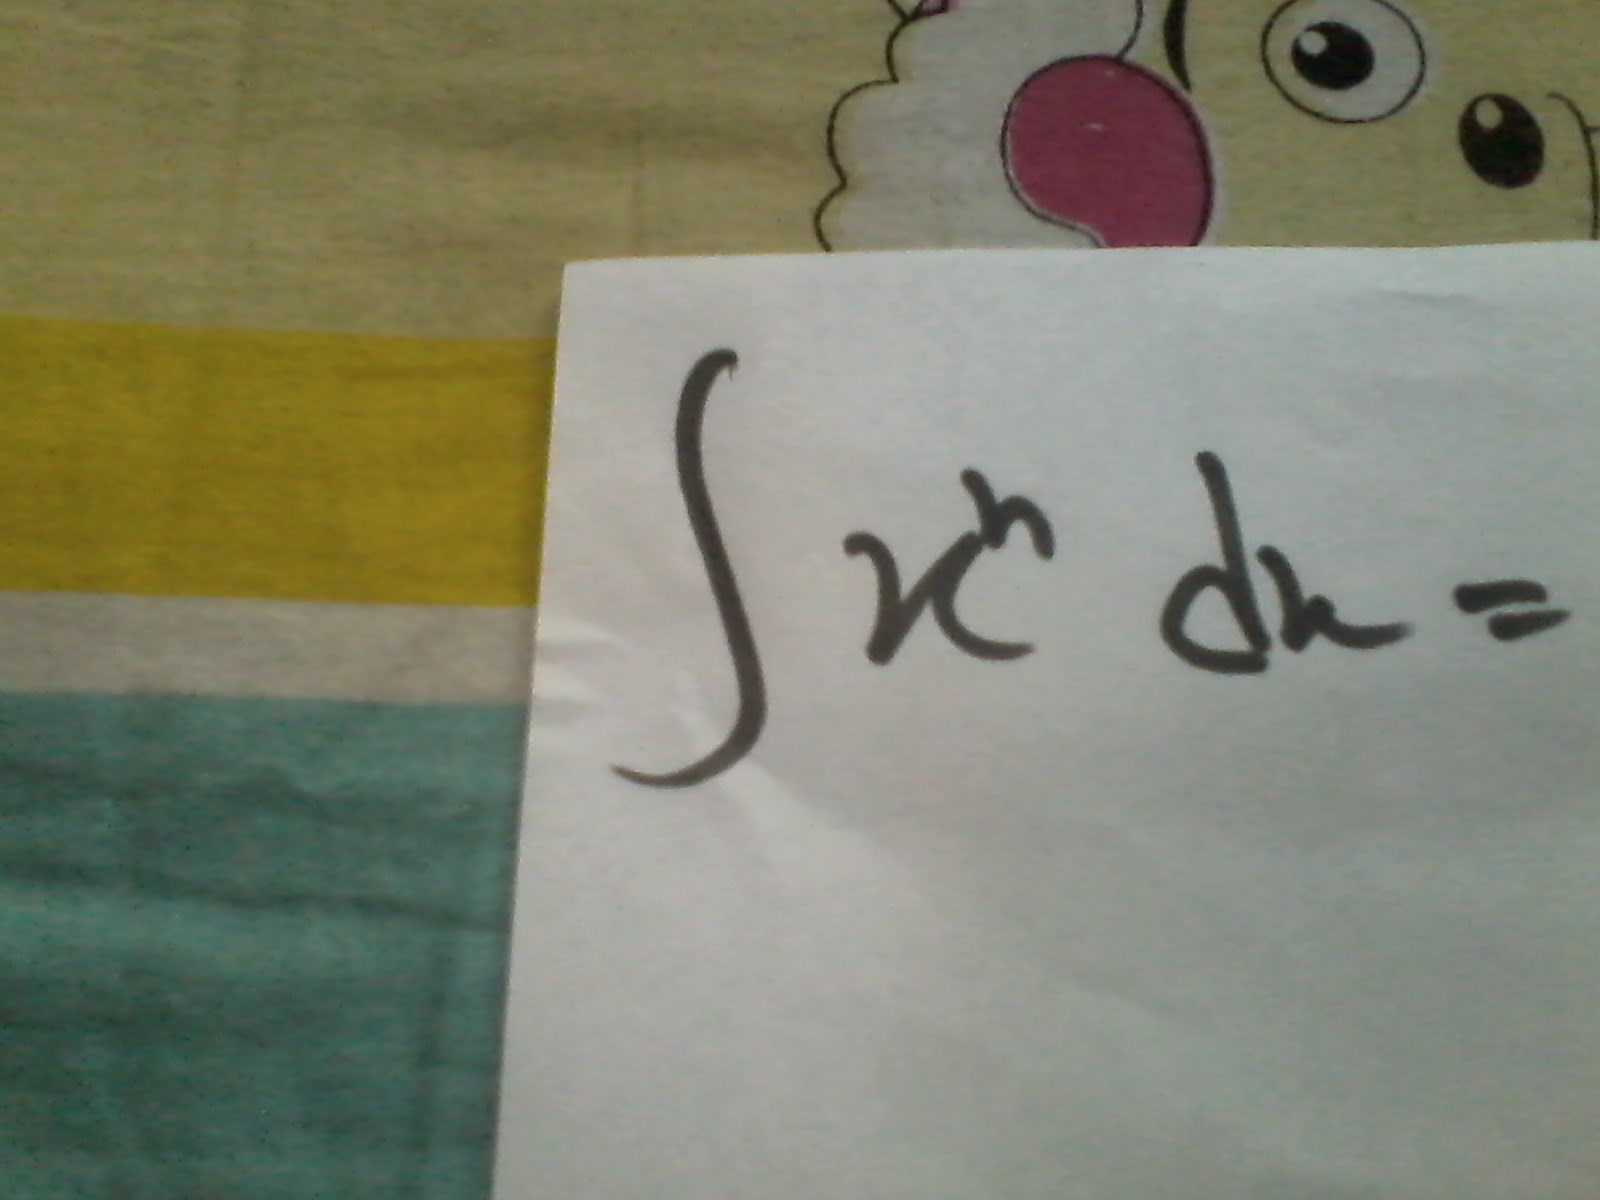 ∫ xⁿ dx =